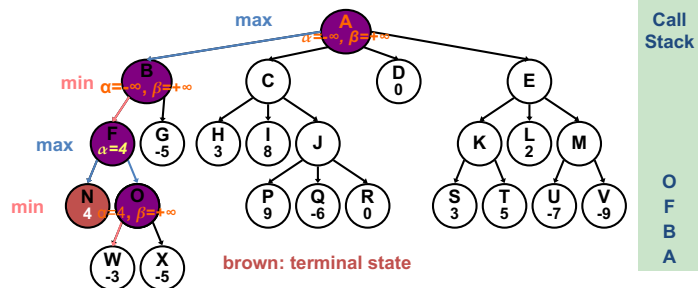 max
A
α=-∞, β=+∞
Call
Stack
min
B
α=-∞, β=+∞
C
D
0
E
max
F
α=4
G
-5
H
3
I
8
J
K
L
2
M
min
N
4
O
α=4, β=+∞
P
9
Q
-6
R
0
S
3
T
5
U
-7
V
-9
O
F
B
A
W
-3
X
-5
brown: terminal state